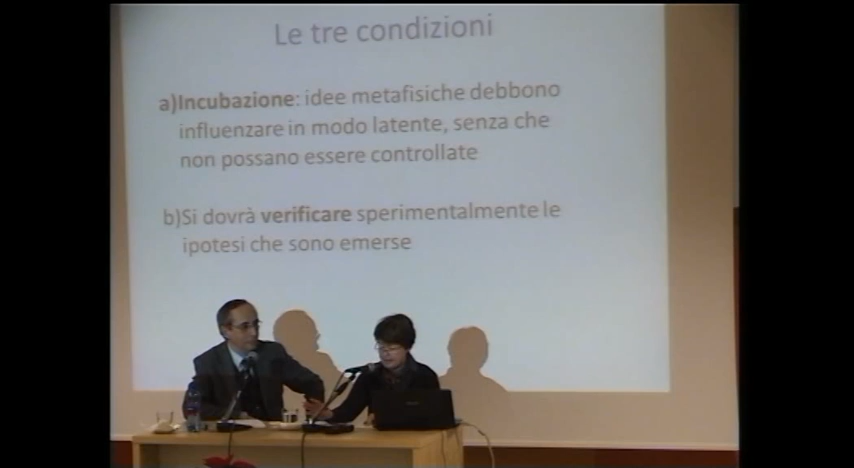 Le tre condizioni
a)Incubazione: idee metafisiche debbono
influenzare in modo latente, senza che
non possano essere controllate
b)Si dovrà verificare sperimentalmente le
ipotesi che sono emerse